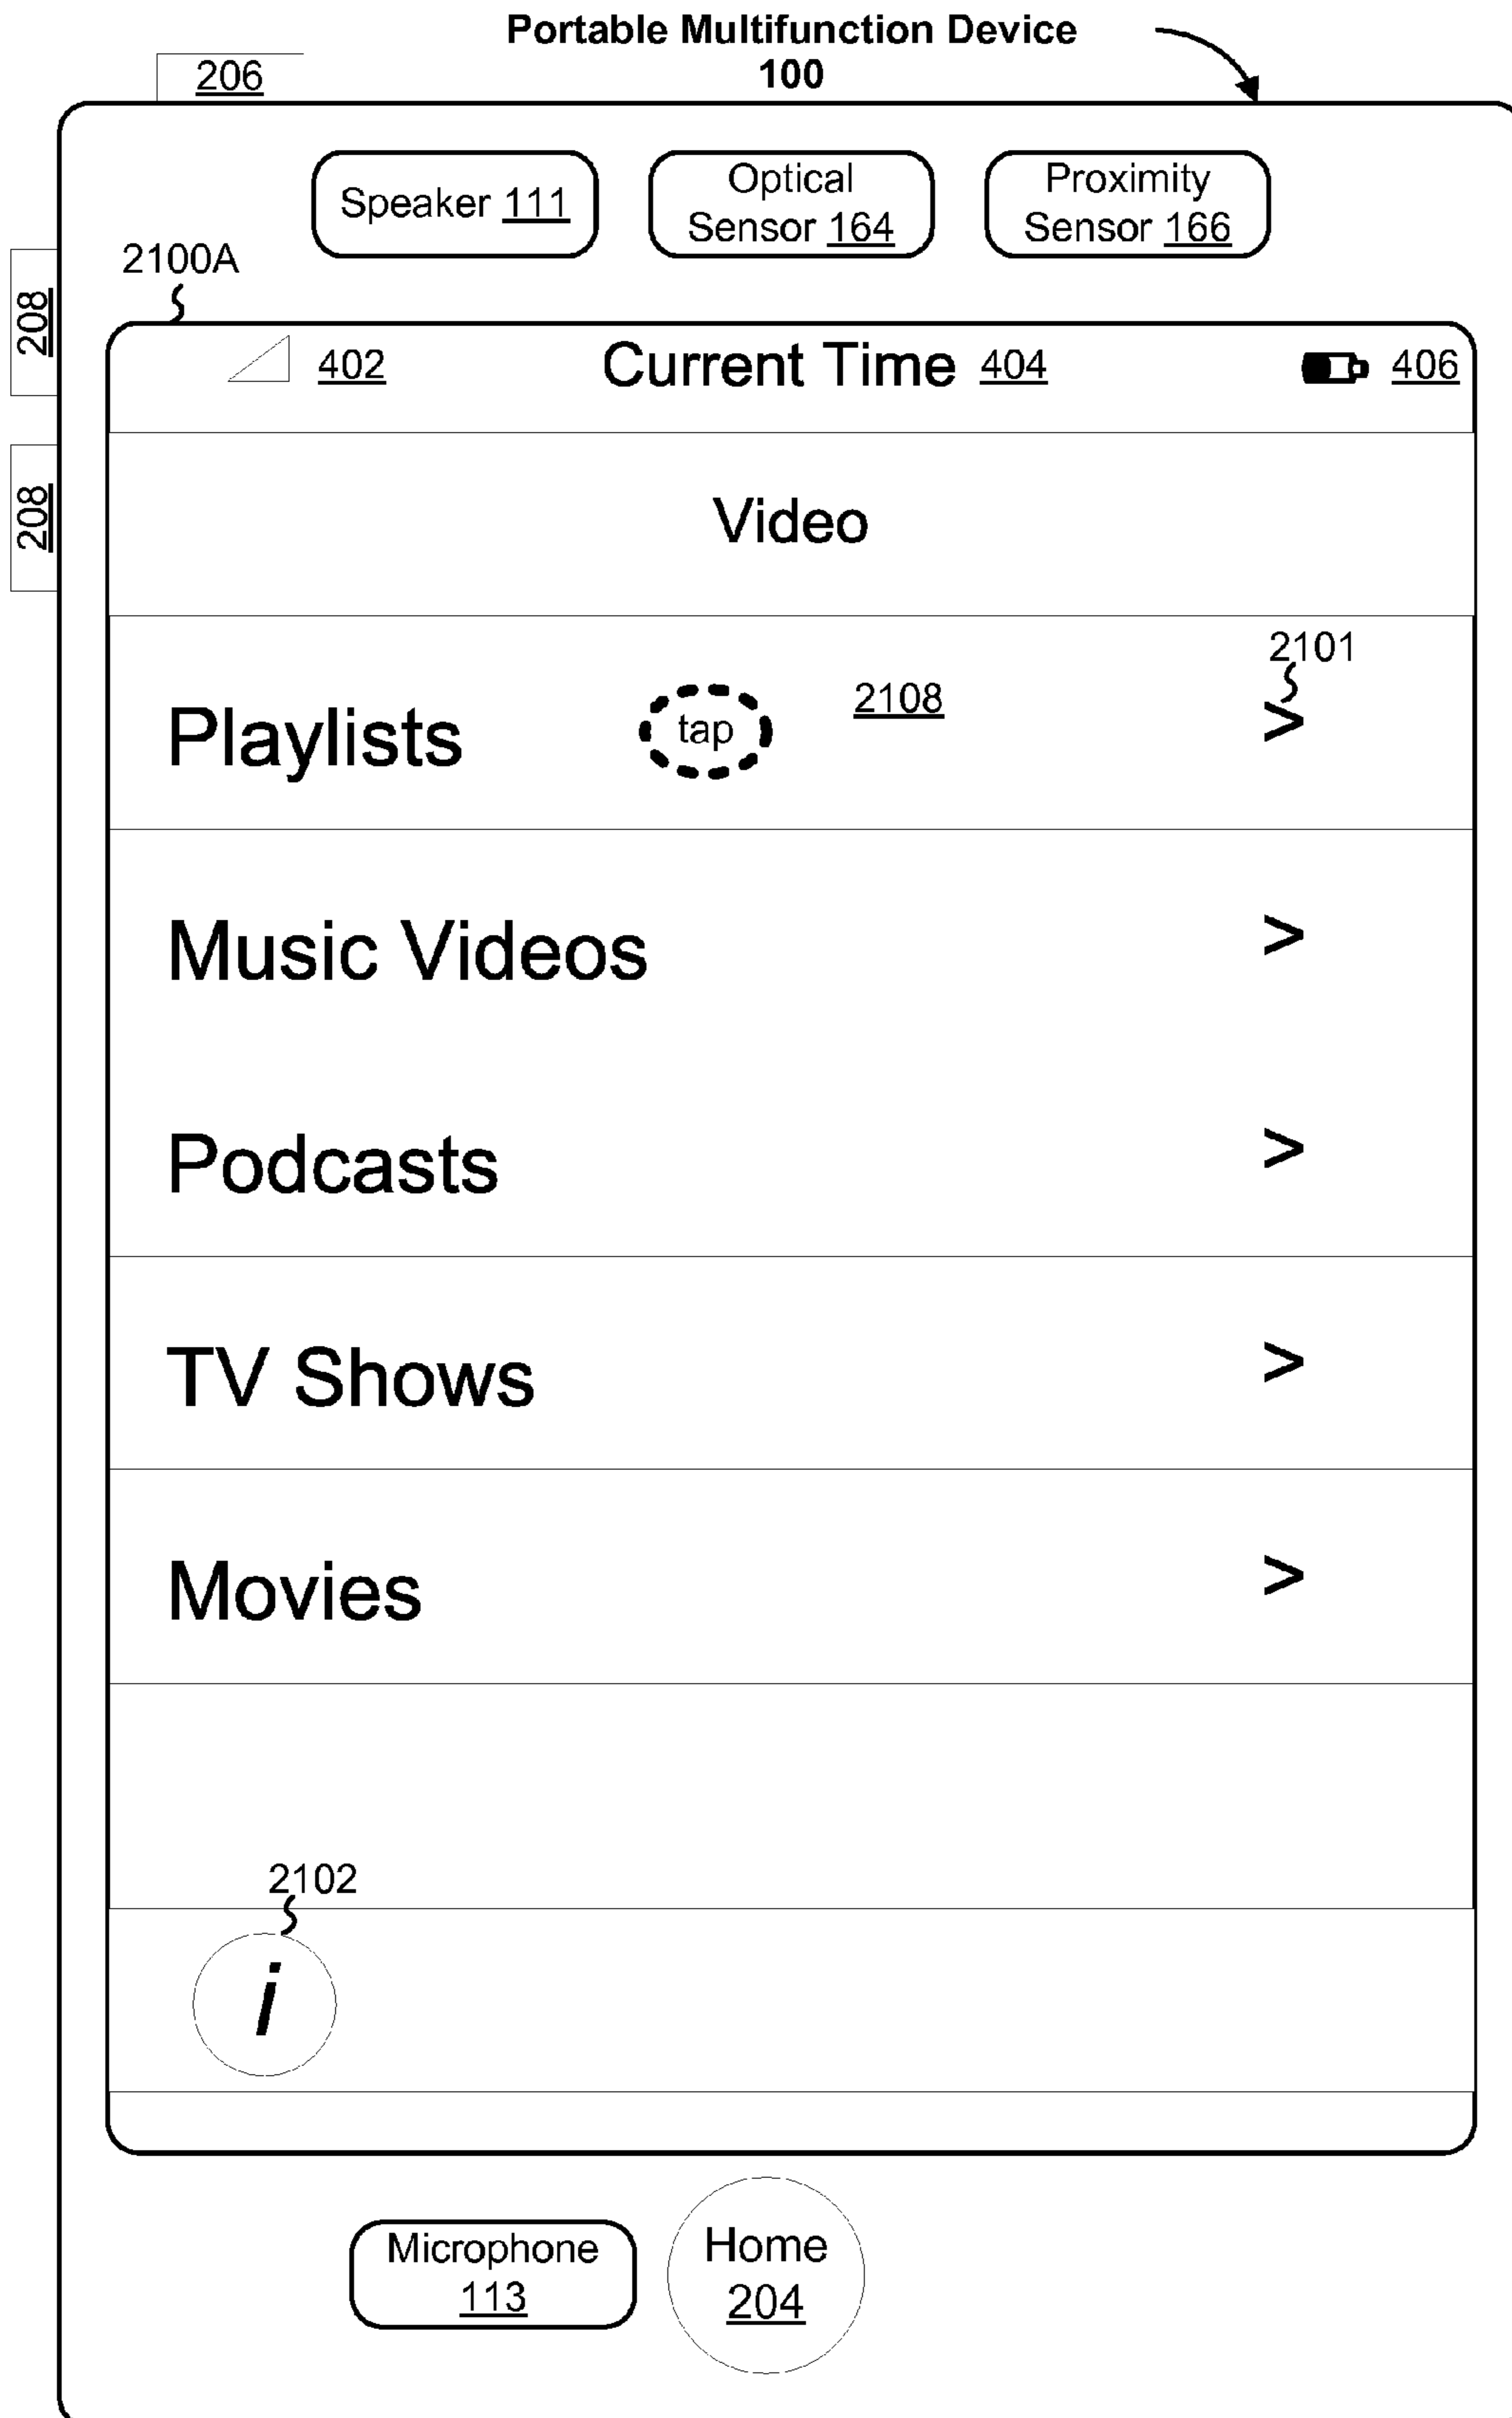 Portable Multifunction Device
100
206
Speaker 111
Optical
Sensor 164
Proximity
Sensor 166
2100A
208
402
Current Time 404
406
208
Video
2101
Playlists
tap
2108
>
Music Videos
>
Podcasts
>
TV Shows
>
Movies
>
2102
i
Microphone
113
Home
204